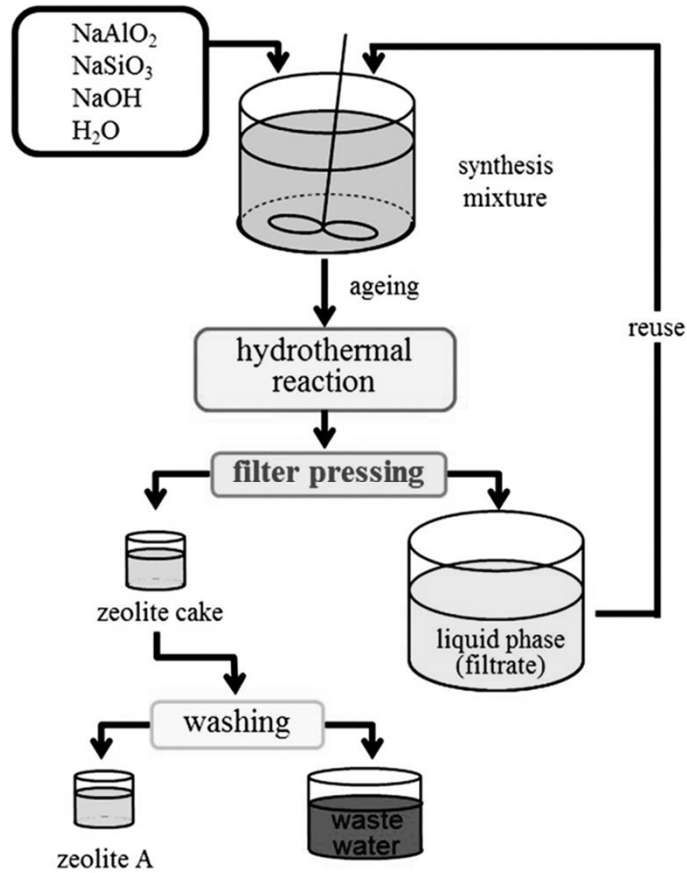 NaAlO₂
NaSiO₃
NaOH
H₂O
synthesis
mixture
ageing
reuse
hydrothermal
reaction
filter pressing
zeolite cake
liquid phase
(filtrate)
washing
waste
water
zeolite A